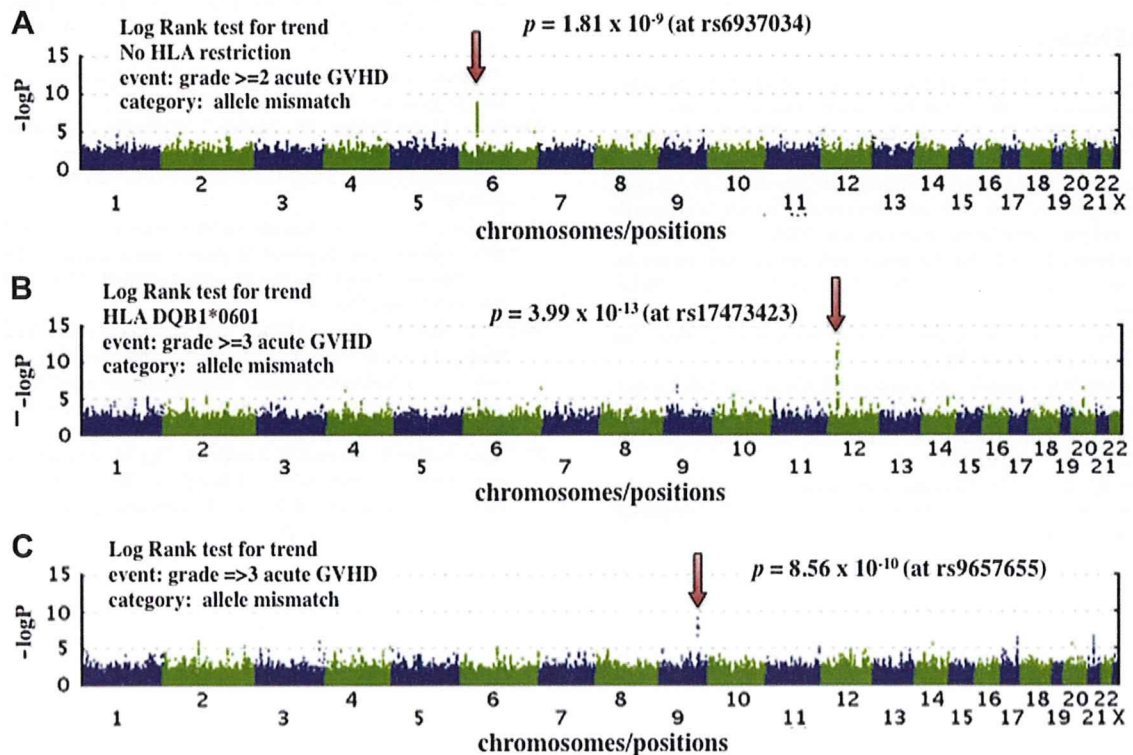 A
Log Rank test for trend
No HLA restriction
event: grade >=2 acute GVHD
category: allele mismatch
p = 1.81 x 10-9 (at rs6937034)
-logP
15
10
5
0
2 4 6 8 10 12 14 16 18 20 22
1 3 5 7 9 11 13 15 17 19 21 X
chromosomes/positions
B
Log Rank test for trend
HLA DQB1*0601
event: grade >=3 acute GVHD
category: allele mismatch
p = 3.99 x 10-13 (at rs17473423)
-logP
15
10
5
0
2 4 6 8 10 12 14 16 18 20 22
1 3 5 7 9 11 13 15 17 19 21
chromosomes/positions
C
Log Rank test for trend
event: grade =>3 acute GVHD
category: allele mismatch
p = 8.56 x 10-10 (at rs9657655)
-logP
15
10
5
0
2 4 6 8 10 12 14 16 18 20 22
1 3 5 7 9 11 13 15 17 19 21 X
chromosomes/positions